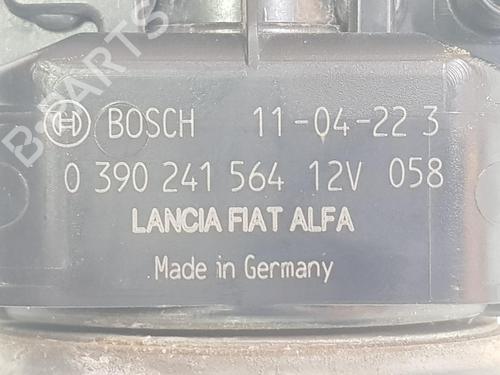 BOSCH 11-04-22 3
0 390 241 564 12V 058
LANCIA FIAT ALFA
Made in Germany
B-PARTS